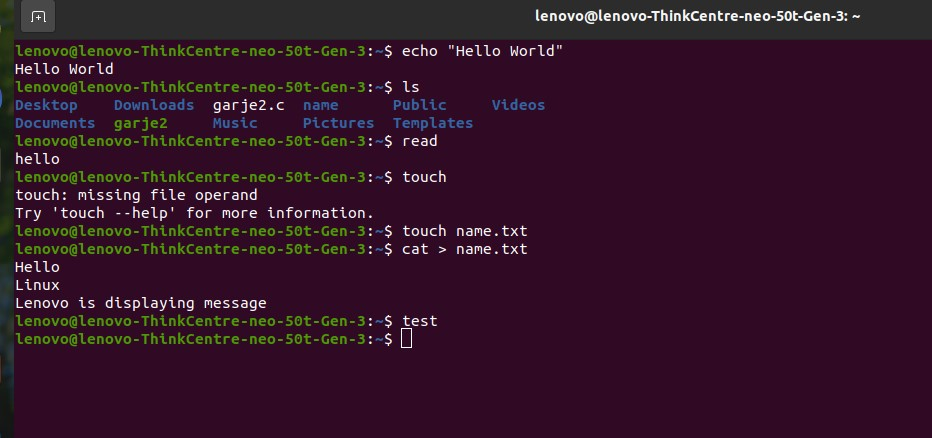 lenovo@lenovo-ThinkCentre-neo-50t-Gen-3: ~
lenovo@lenovo-ThinkCentre-neo-50t-Gen-3:~$ echo "Hello World"
Hello World
lenovo@lenovo-ThinkCentre-neo-50t-Gen-3:~$ ls
Desktop    Downloads  garje2.c  name      Public     Videos
Documents  garje2     Music     Pictures  Templates
lenovo@lenovo-ThinkCentre-neo-50t-Gen-3:~$ read
hello
lenovo@lenovo-ThinkCentre-neo-50t-Gen-3:~$ touch
touch: missing file operand
Try 'touch --help' for more information.
lenovo@lenovo-ThinkCentre-neo-50t-Gen-3:~$ touch name.txt
lenovo@lenovo-ThinkCentre-neo-50t-Gen-3:~$ cat > name.txt
Hello
Linux
Lenovo is displaying message
lenovo@lenovo-ThinkCentre-neo-50t-Gen-3:~$ test
lenovo@lenovo-ThinkCentre-neo-50t-Gen-3:~$